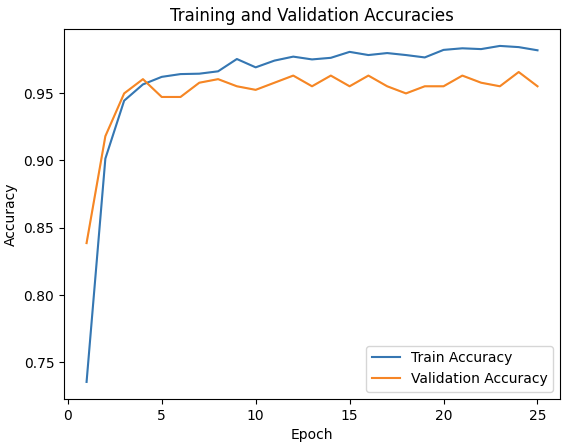 Training and Validation Accuracies
Accuracy
0.95
0.90
0.85
0.80
0.75
Train Accuracy
Validation Accuracy
0 5 10 15 20 25
Epoch